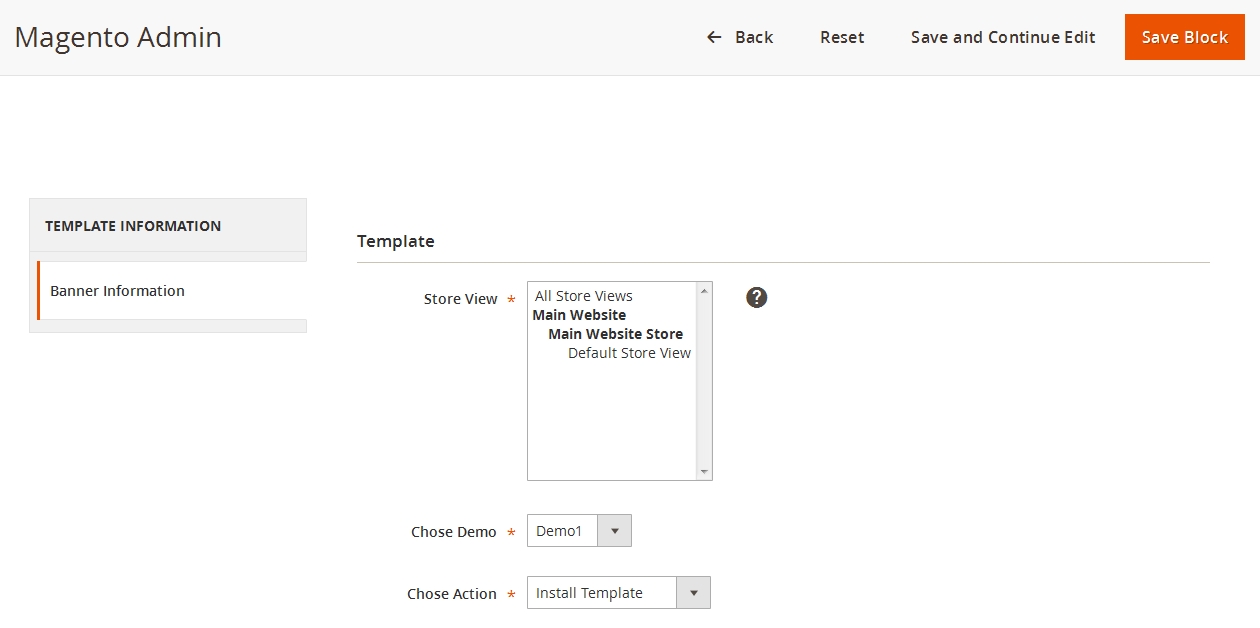 Magento Admin
← Back Reset Save and Continue Edit Save Block
TEMPLATE INFORMATION
Banner Information
Template
Store View *
All Store Views
Main Website
Main Website Store
Default Store View
?
Chose Demo * Demo1
Chose Action * Install Template